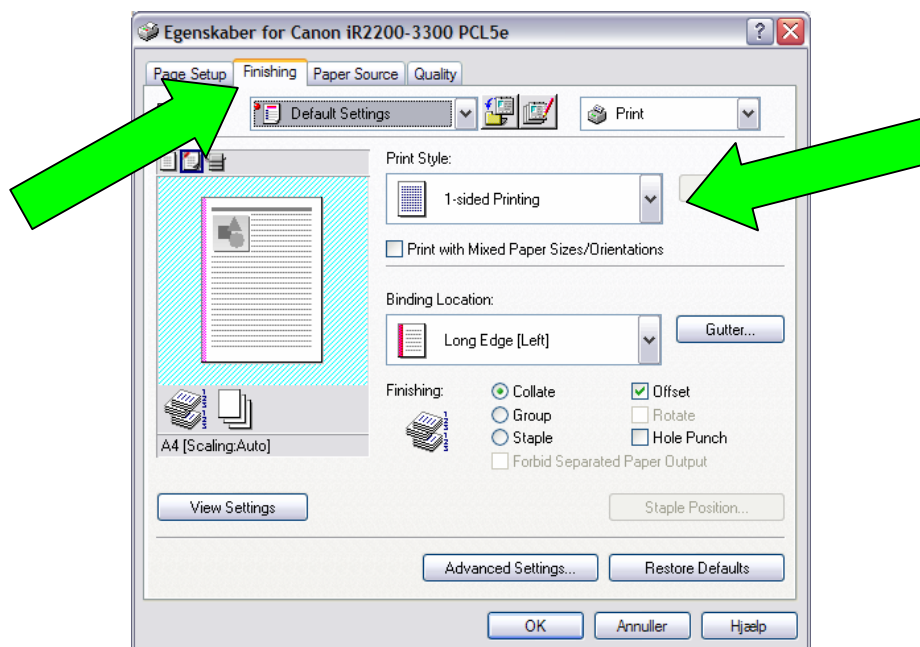 Egenskaber for Canon iR2200-3300 PCL5e
Page Setup Finishing Paper Source Quality
Default Settings Print
Print Style:
1-sided Printing
Print with Mixed Paper Sizes/Orientations
Binding Location:
Long Edge [Left] Gutter...
Finishing: Collate Offset
Group Rotate
Staple Hole Punch
Forbid Separated Paper Output
A4 [Scaling:Auto]
View Settings Staple Position...
Advanced Settings... Restore Defaults
OK Annuller Hjælp